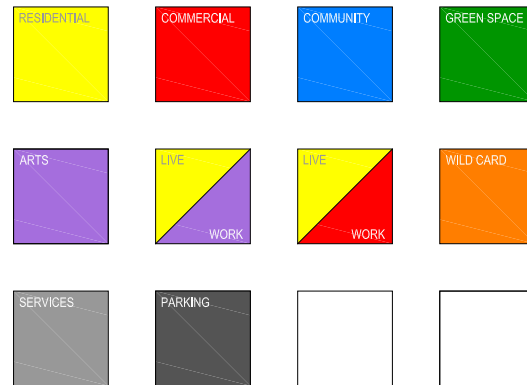 RESIDENTIAL
COMMERCIAL
COMMUNITY
GREEN SPACE
ARTS
LIVE
WORK
LIVE
WORK
WILD CARD
SERVICES
PARKING